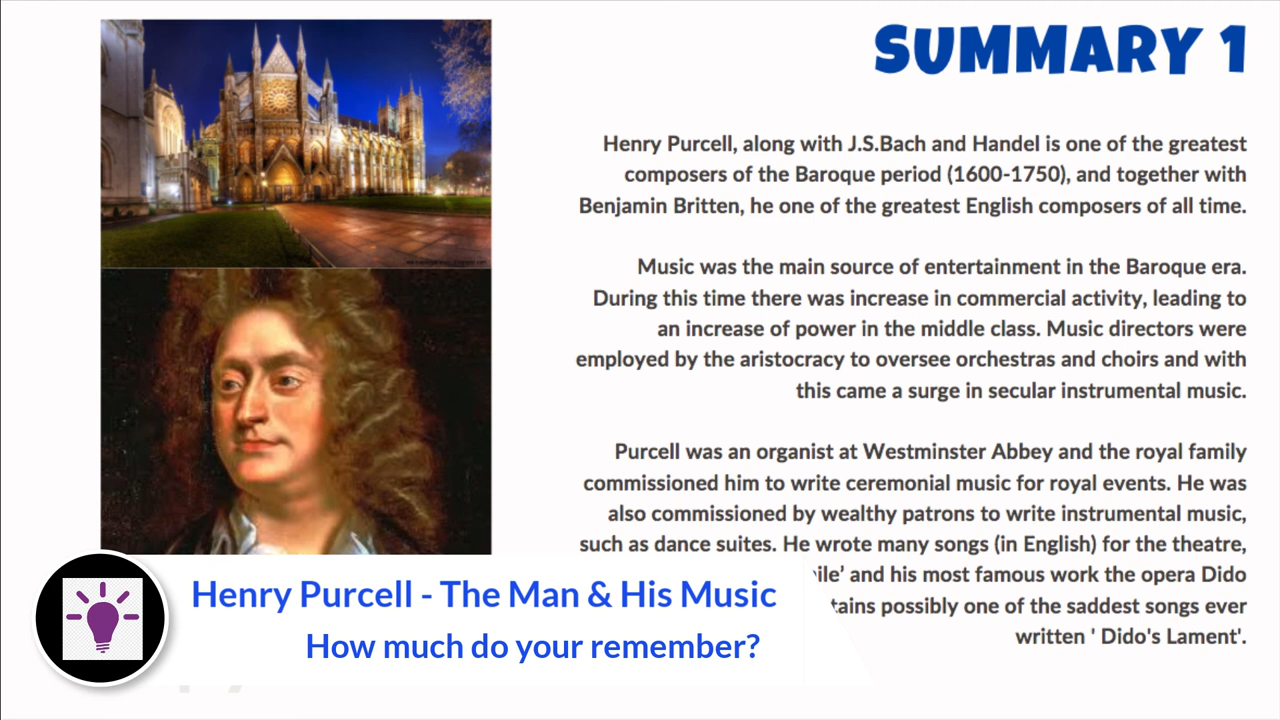 SUMMARY 1
Henry Purcell, along with J.S.Bach and Handel is one of the greatest
composers of the Baroque period (1600-1750), and together with
Benjamin Britten, he one of the greatest English composers of all time.
Music was the main source of entertainment in the Baroque era.
During this time there was increase in commercial activity, leading to
an increase of power in the middle class. Music directors were
employed by the aristocracy to oversee orchestras and choirs and with
this came a surge in secular instrumental music.
Purcell was an organist at Westminster Abbey and the royal family
commissioned him to write ceremonial music for royal events. He was
also commissioned by wealthy patrons to write instrumental music,
such as dance suites. He wrote many songs (in English) for the theatre,
and his most famous work the opera Dido
possibly one of the saddest songs ever
written ' Dido's Lament'.
Henry Purcell - The Man & His Music
How much do your remember?